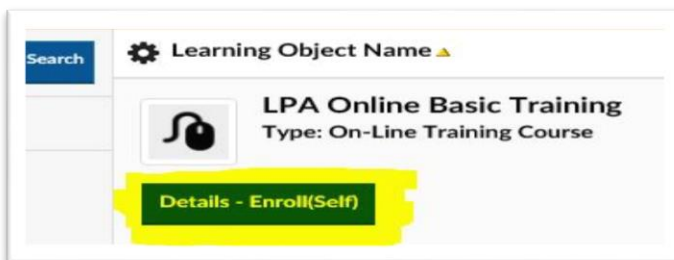 Search
Learning Object Name
LPA Online Basic Training
Type: On-Line Training Course
Details - Enroll(Self)